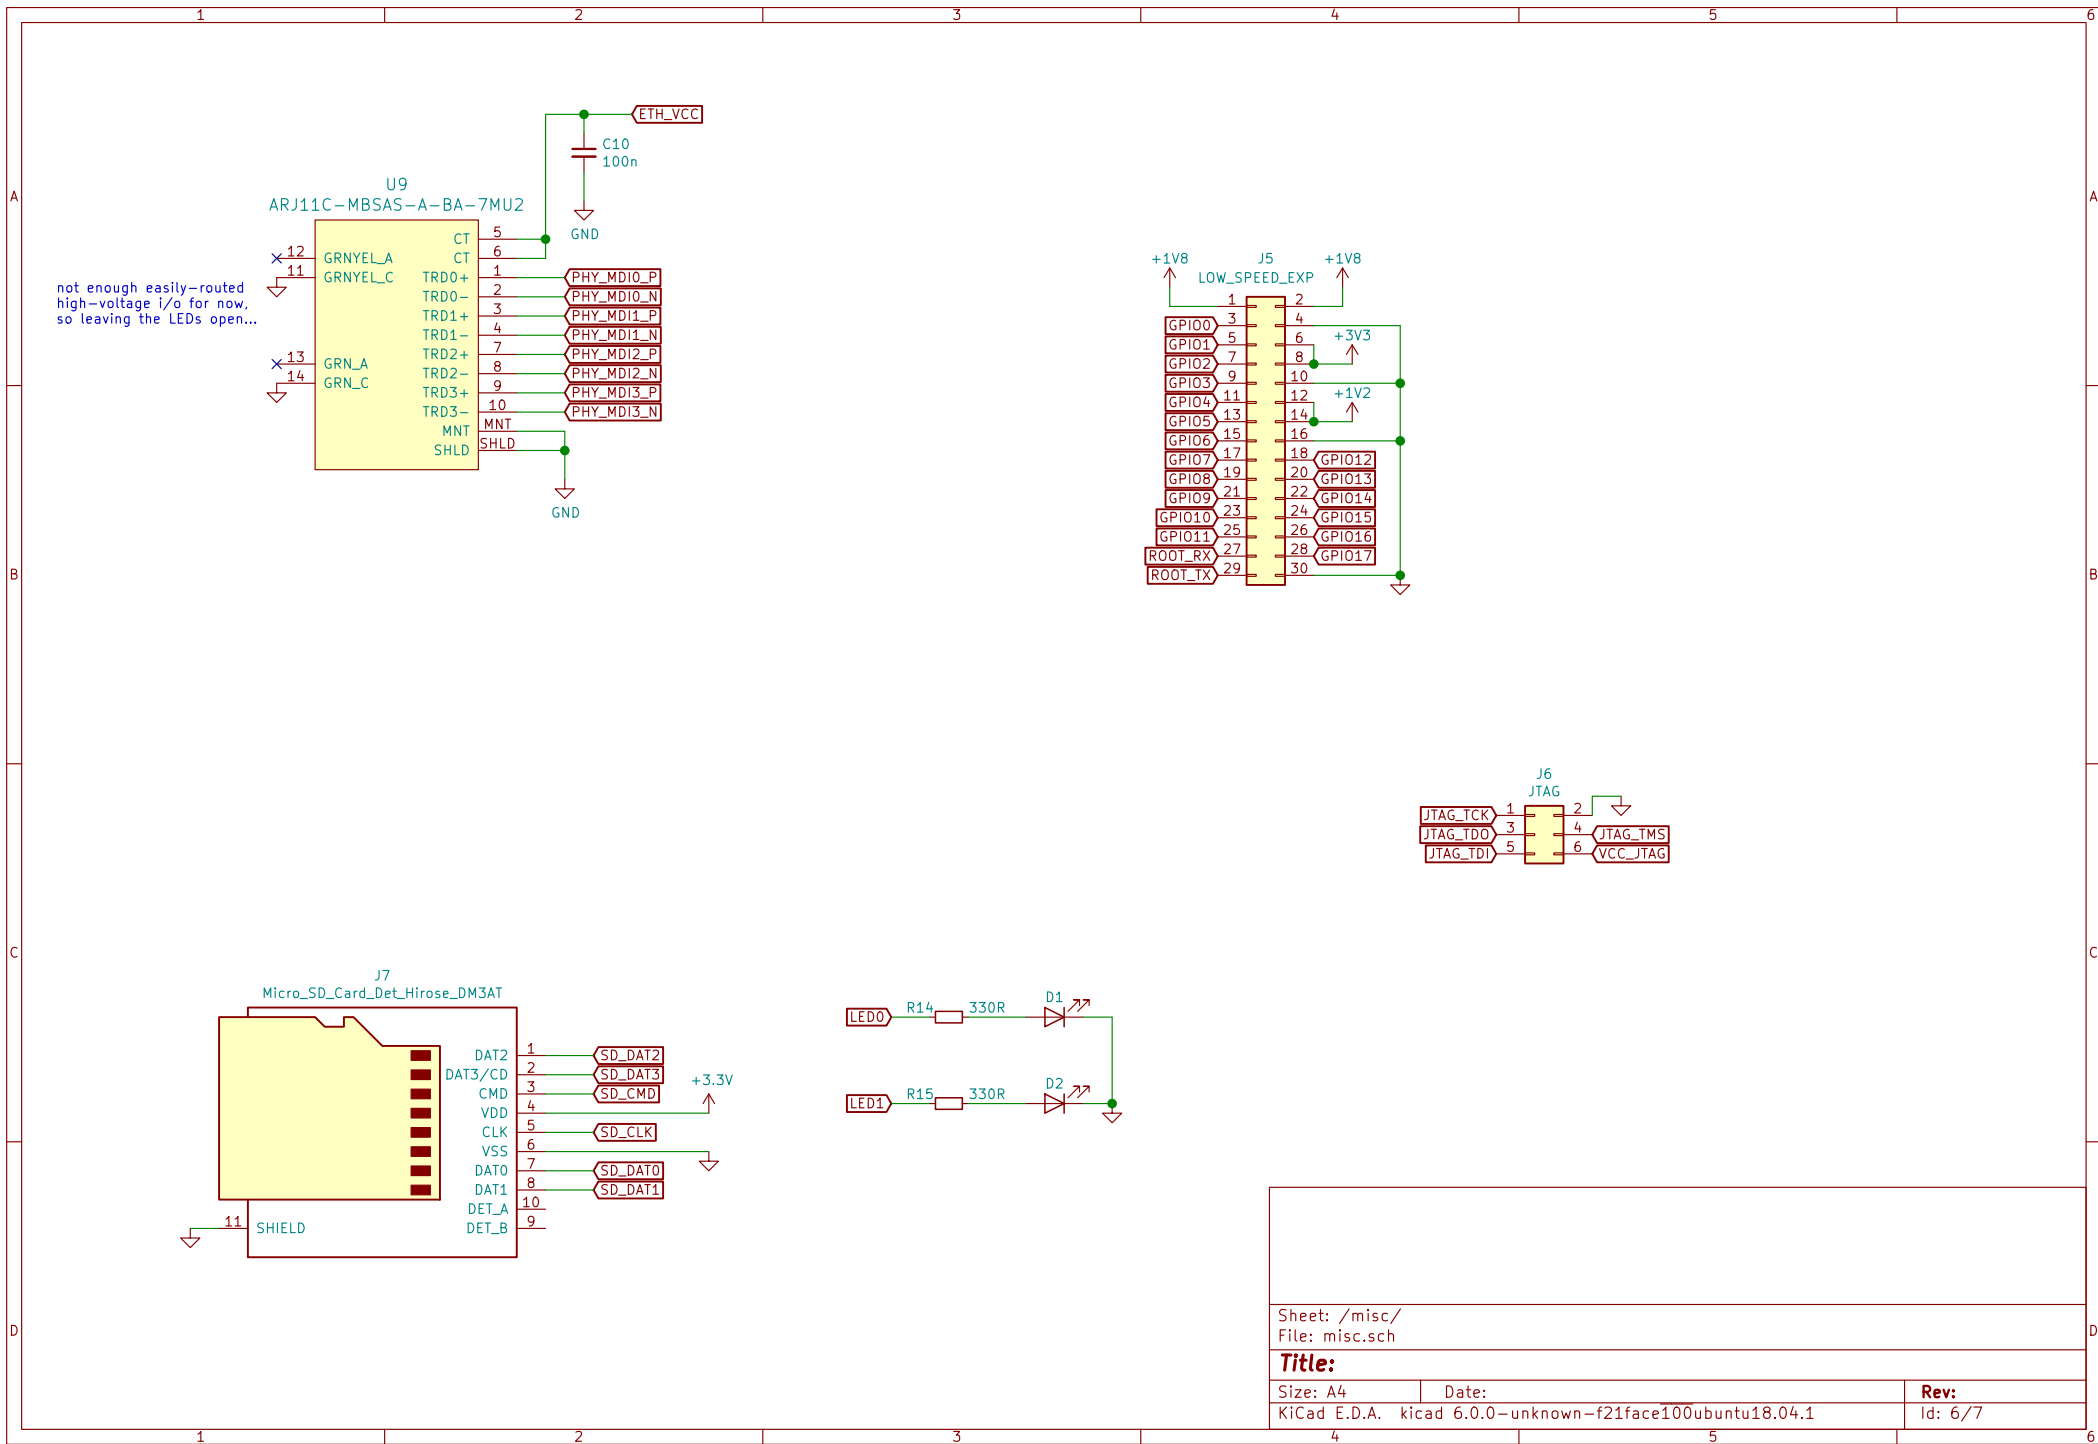 1 2 3 4 5 6
A A
B B
C C
D D
1 2 3 4 5 6
ETH_VCC
C10
100n
GND
U9
ARJ11C-MBSAS-A-BA-7MU2
12 GRNYEL_A
11 GRNYEL_C
13 GRN_A
14 GRN_C
CT 5
CT 6
TRD0+ 1 PHY_MDI0_P
TRD0- 2 PHY_MDI0_N
TRD1+ 3 PHY_MDI1_P
TRD1- 4 PHY_MDI1_N
TRD2+ 7 PHY_MDI2_P
TRD2- 8 PHY_MDI2_N
TRD3+ 9 PHY_MDI3_P
TRD3- 10 PHY_MDI3_N
MNT MNT
SHLD SHLD
GND
not enough easily-routed
high-voltage i/o for now,
so leaving the LEDs open...
J5
LOW_SPEED_EXP
+1V8 +1V8
1 2
GPIO0 3 4
+3V3
GPIO1 5 6
GPIO2 7 8
GPIO3 9 10
+1V2
GPIO4 11 12
GPIO5 13 14
GPIO6 15 16
GPIO7 17 18 GPIO12
GPIO8 19 20 GPIO13
GPIO9 21 22 GPIO14
GPIO10 23 24 GPIO15
GPIO11 25 26 GPIO16
ROOT_RX 27 28 GPIO17
ROOT_TX 29 30
J6
JTAG
JTAG_TCK 1 2
JTAG_TDO 3 4 JTAG_TMS
JTAG_TDI 5 6 VCC_JTAG
J7
Micro_SD_Card_Det_Hirose_DM3AT
DAT2 1 SD_DAT2
DAT3/CD 2 SD_DAT3
CMD 3 SD_CMD
+3.3V
VDD 4
CLK 5 SD_CLK
VSS 6
DAT0 7 SD_DAT0
DAT1 8 SD_DAT1
DET_A 10
DET_B 9
11 SHIELD
LED0 R14 330R D1
LED1 R15 330R D2
Sheet: /misc/
File: misc.sch
Title:
Size: A4 Date: Rev:
KiCad E.D.A. kicad 6.0.0-unknown-f21face100ubuntu18.04.1 Id: 6/7